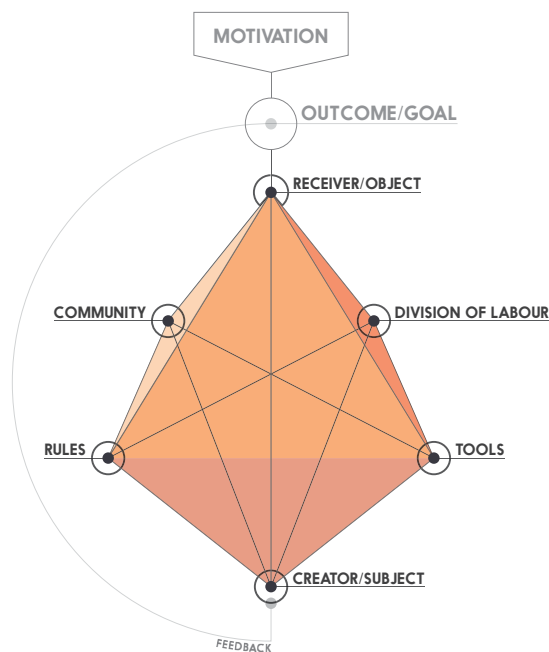 MOTIVATION
OUTCOME/GOAL
RECEIVER/OBJECT
COMMUNITY
DIVISION OF LABOUR
RULES
TOOLS
CREATOR/SUBJECT
FEEDBACK